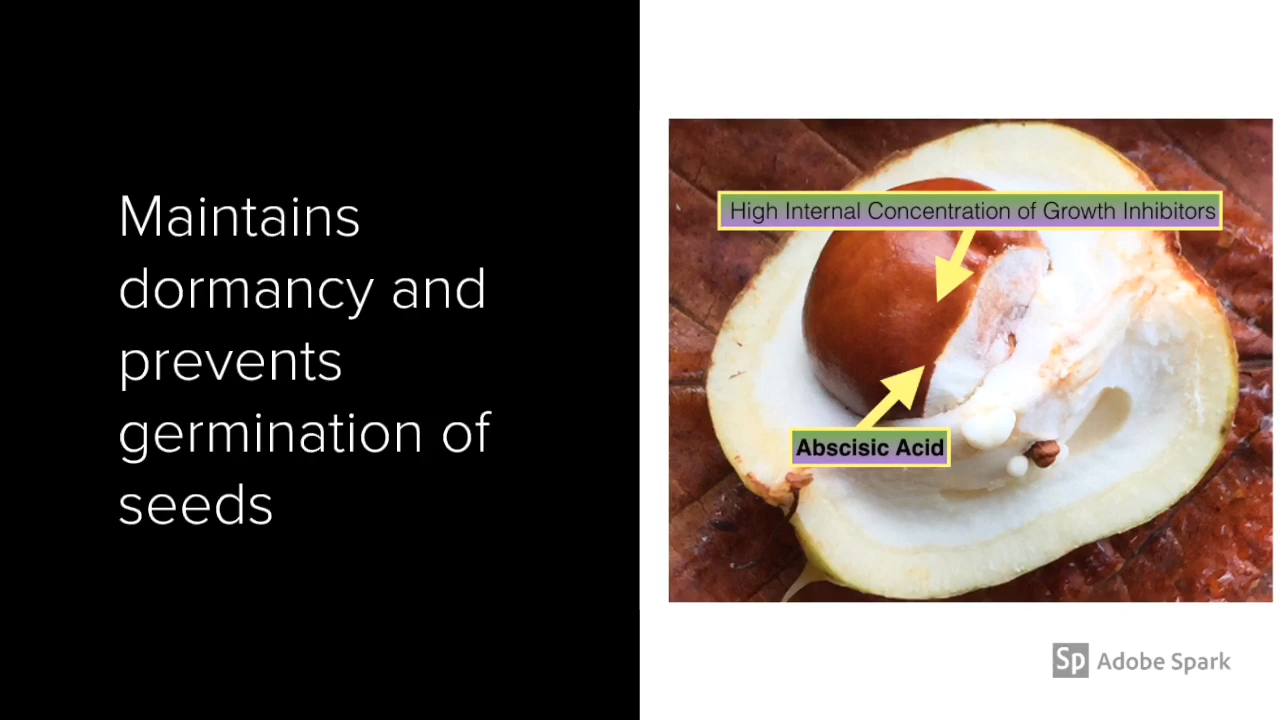 Maintains
dormancy and
prevents
germination of
seeds
High Internal Concentration of Growth Inhibitors
Abscisic Acid
Sp Adobe Spark